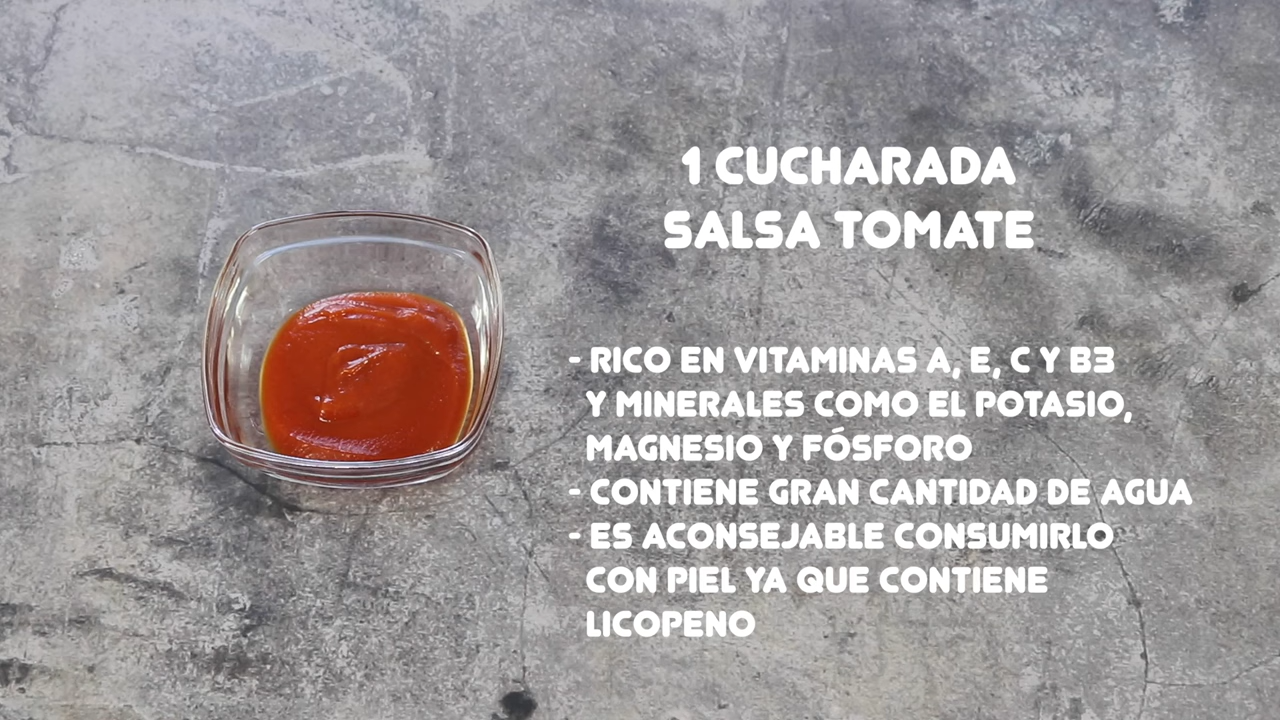 1 CUCHARADA
SALSA TOMATE
- RICO EN VITAMINAS A, E, C Y B3
Y MINERALES COMO EL POTASIO,
MAGNESIO Y FÓSFORO
- CONTIENE GRAN CANTIDAD DE AGUA
- ES ACONSEJABLE CONSUMIRLO
CON PIEL YA QUE CONTIENE
LICOPENO